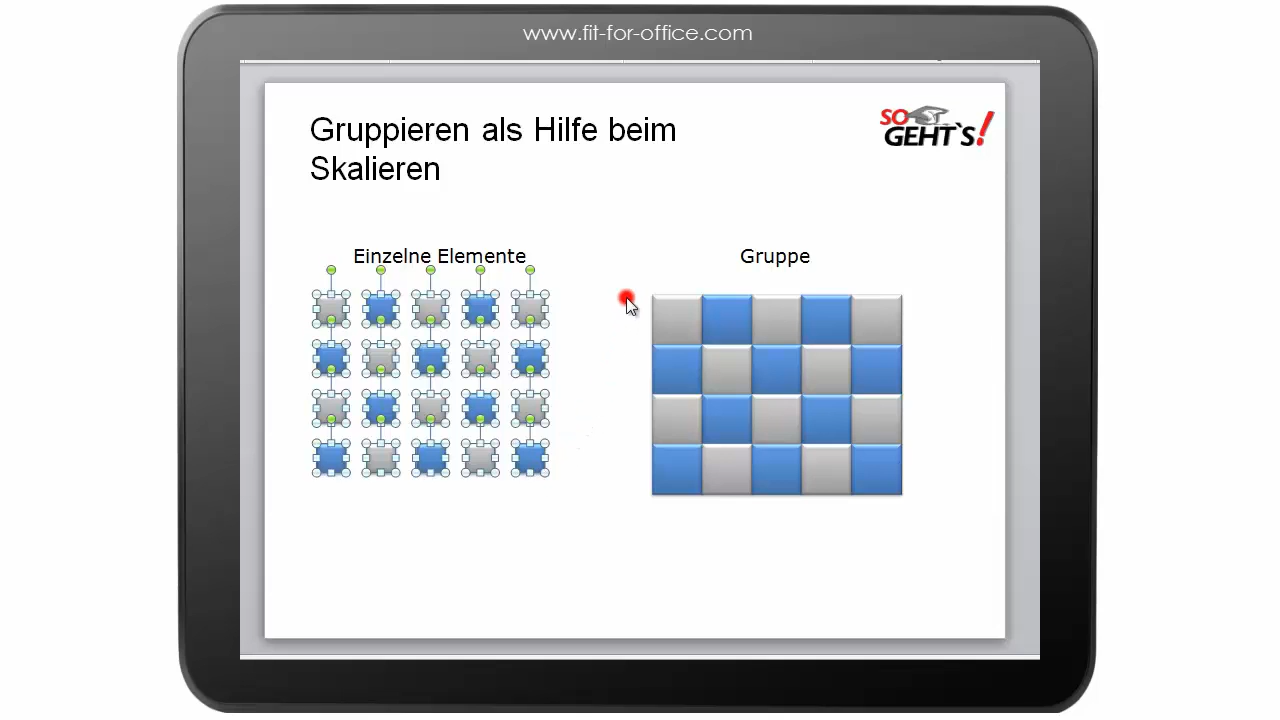 www.fit-for-office.com
Gruppieren als Hilfe beim
Skalieren
SO
GEHT`S!
Einzelne Elemente
Gruppe